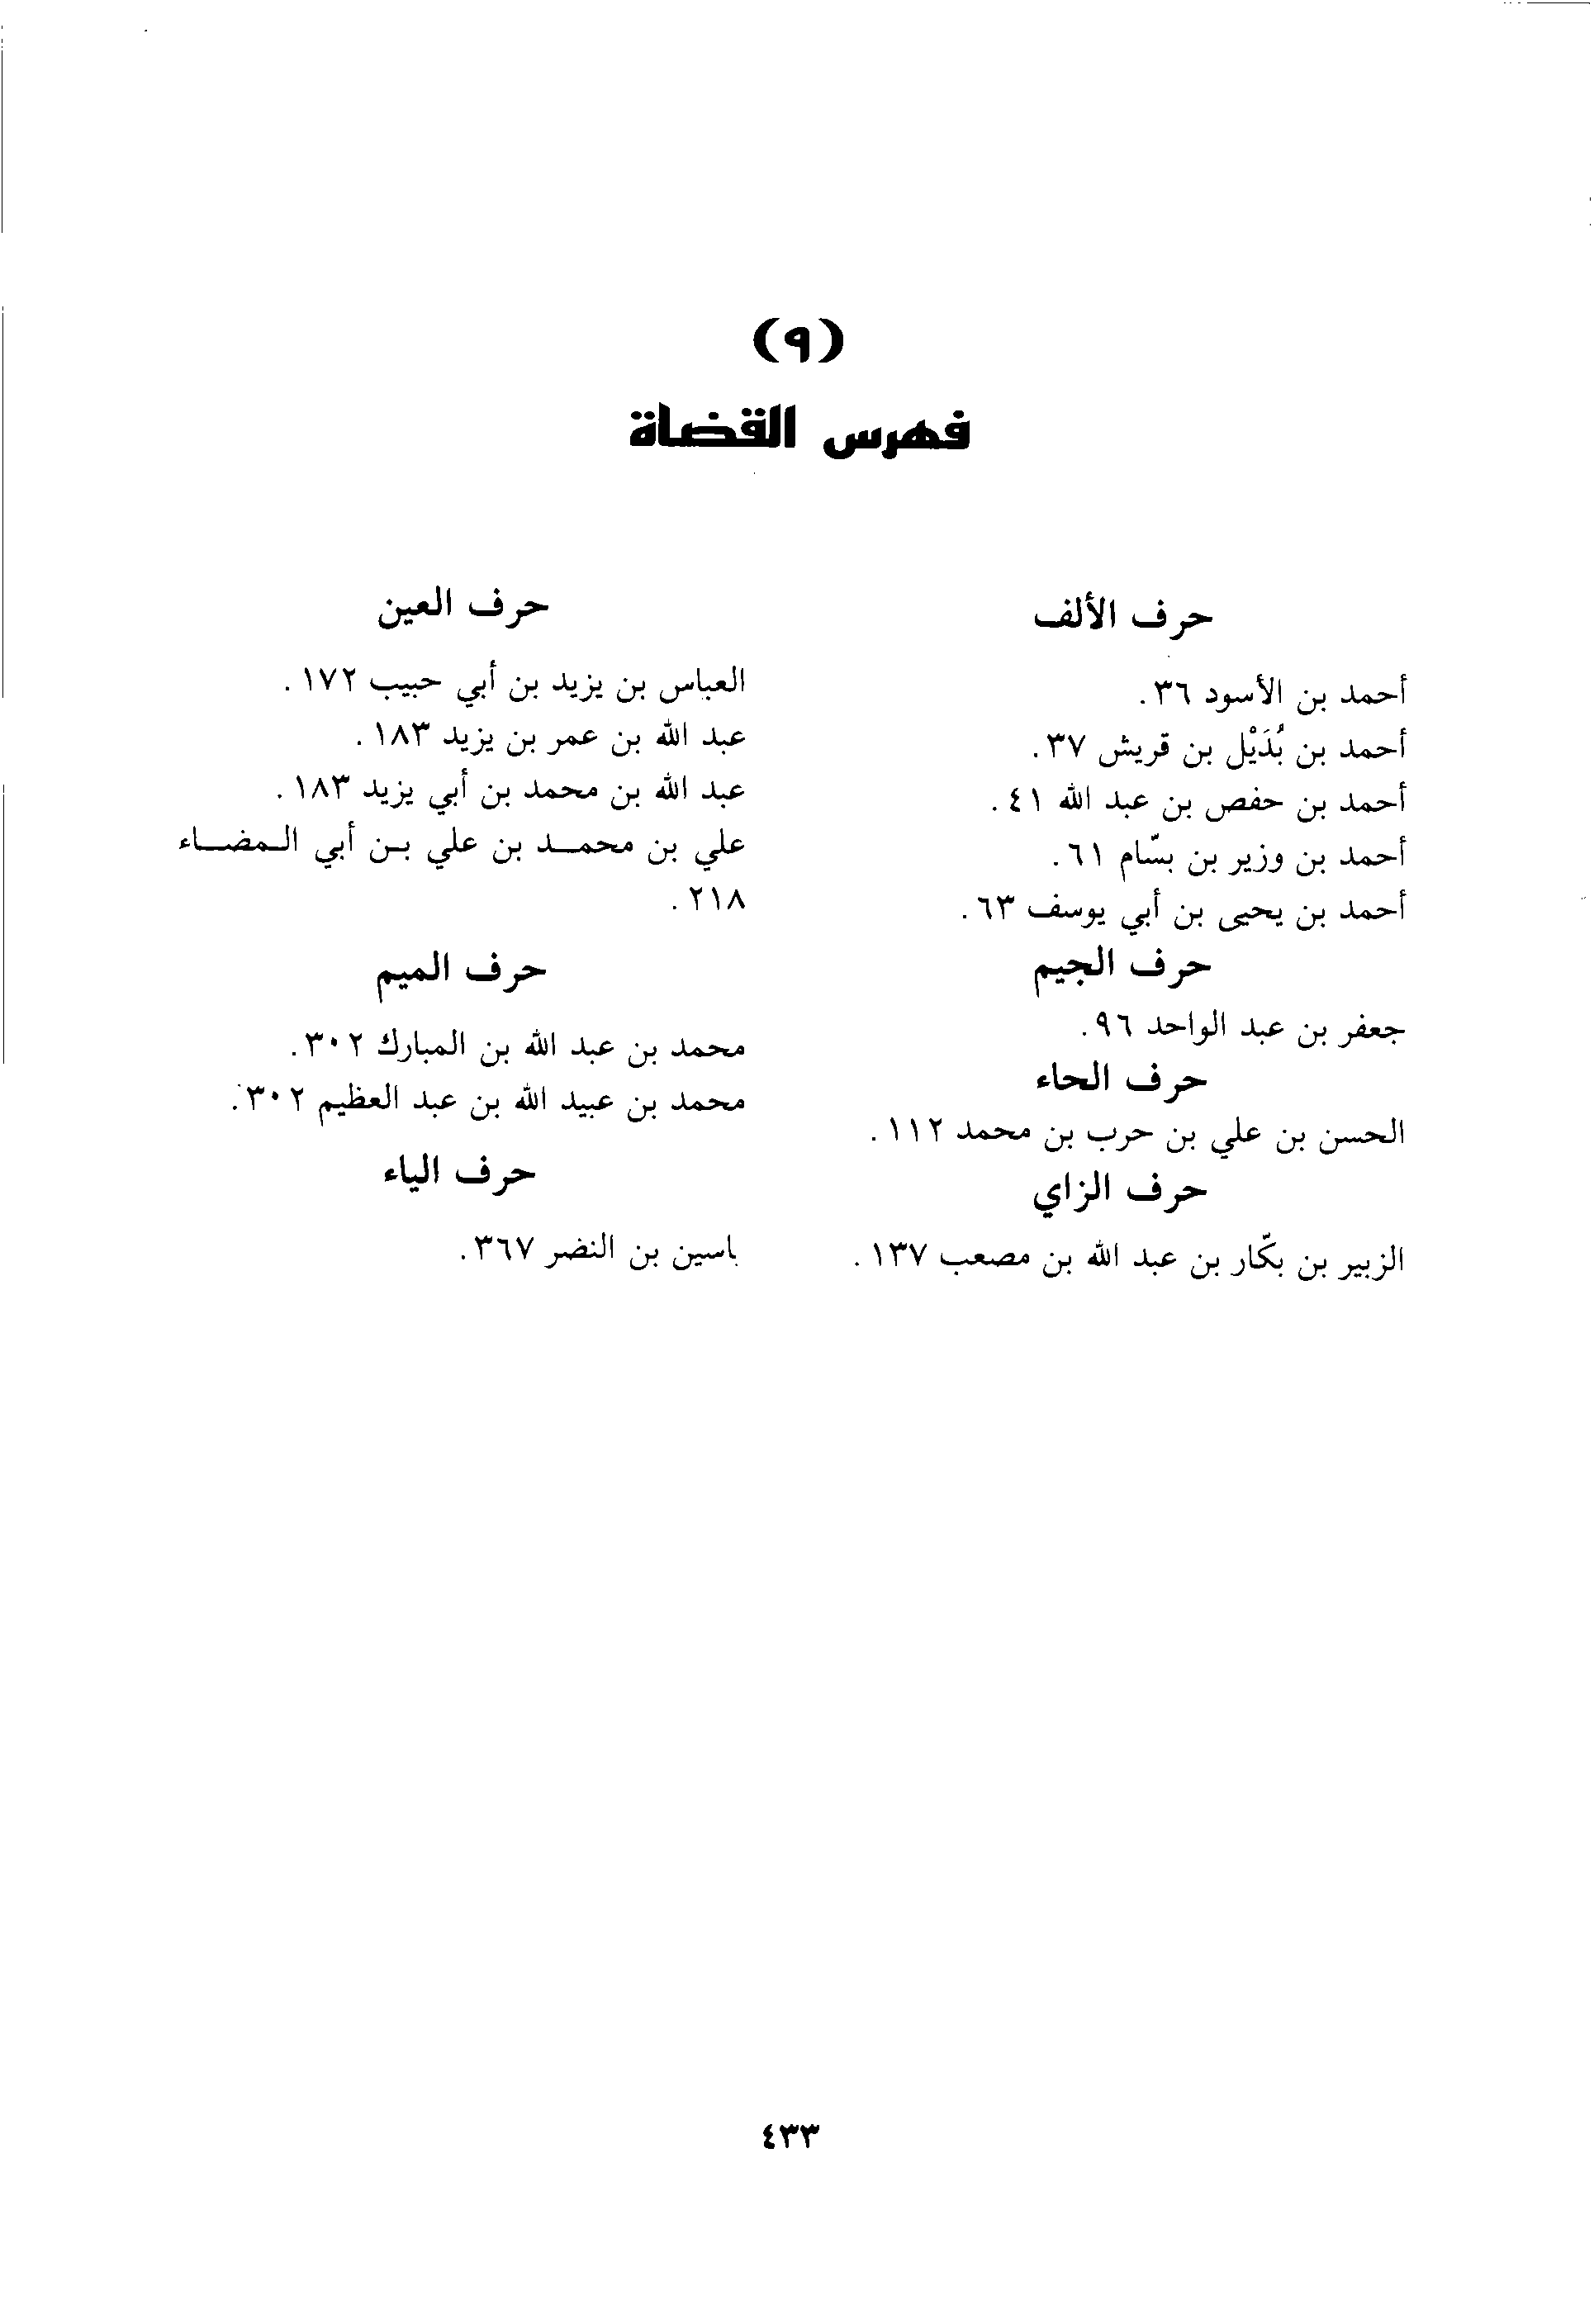 (٩)
فهرس القضاة
حرف الألف
أحمد بن الأسود ٣٦.
أحمد بن بُدَيْل بن قريش ٣٧.
أحمد بن حفص بن عبد الله ٤١.
أحمد بن وزير بن بسّام ٦١.
أحمد بن يحيى بن أبي يوسف ٦٣.
حرف الجيم
جعفر بن عبد الواحد ٩٦.
حرف الحاء
الحسن بن علي بن حرب بن محمد ١١٢.
حرف الزاي
الزبير بن بكّار بن عبد الله بن مصعب ١٣٧.
حرف العين
العباس بن يزيد بن أبي حبيب ١٧٢.
عبد الله بن عمر بن يزيد ١٨٣.
عبد الله بن محمد بن أبي يزيد ١٨٣.
علي بن محمـد بن علي بـن أبي الـمضـاء
٢١٨.
حرف الميم
محمد بن عبد الله بن المبارك ٣٠٢.
محمد بن عبيد الله بن عبد العظيم ٣٠٢.
حرف الياء
ياسين بن النضر ٣٦٧.
٤٣٣